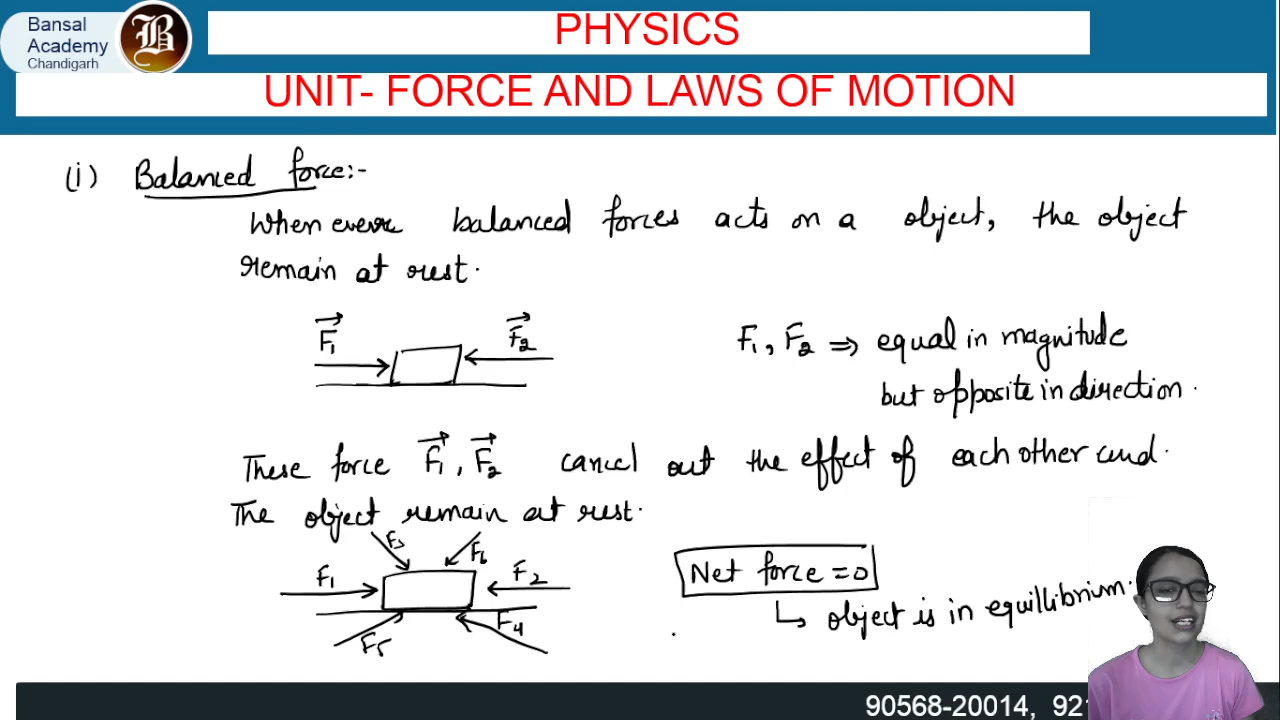 Bansal
Academy
Chandigarh
B
PHYSICS
UNIT- FORCE AND LAWS OF MOTION
(i) Balanced force:-
When ever balanced forces acts on a object, the object
remain at rest.
F₁ F₂
F₁, F₂ ⇒ equal in magnitude
but opposite in direction.
These force F₁, F₂ cancel out the effect of each other and.
The object remain at rest.
F₃ F₆
F₁ F₂
F₅ F₄
Net force = 0
↳ object is in equillibrium.
90568-20014, 921